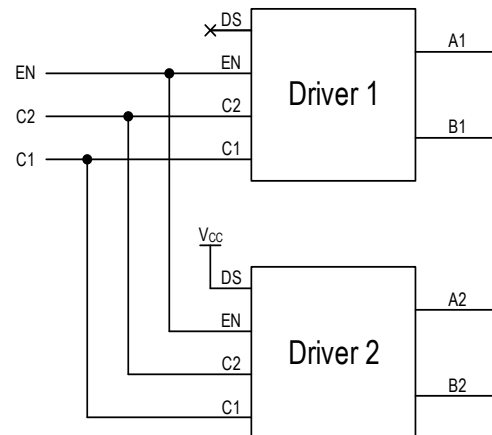 DS
A1
EN
EN
C2
C2
Driver 1
B1
C1
C1
VCC
DS
A2
EN
Driver 2
C2
B2
C1